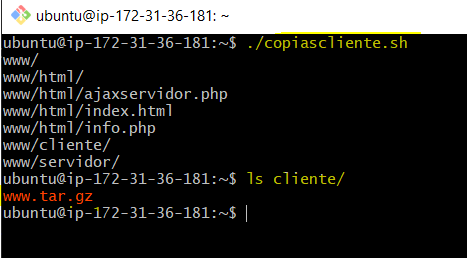 ubuntu@ip-172-31-36-181: ~
ubuntu@ip-172-31-36-181:~$ ./copiascliente.sh
www/
www/html/
www/html/ajaxservidor.php
www/html/index.html
www/html/info.php
www/cliente/
www/servidor/
ubuntu@ip-172-31-36-181:~$ ls cliente/
www.tar.gz
ubuntu@ip-172-31-36-181:~$